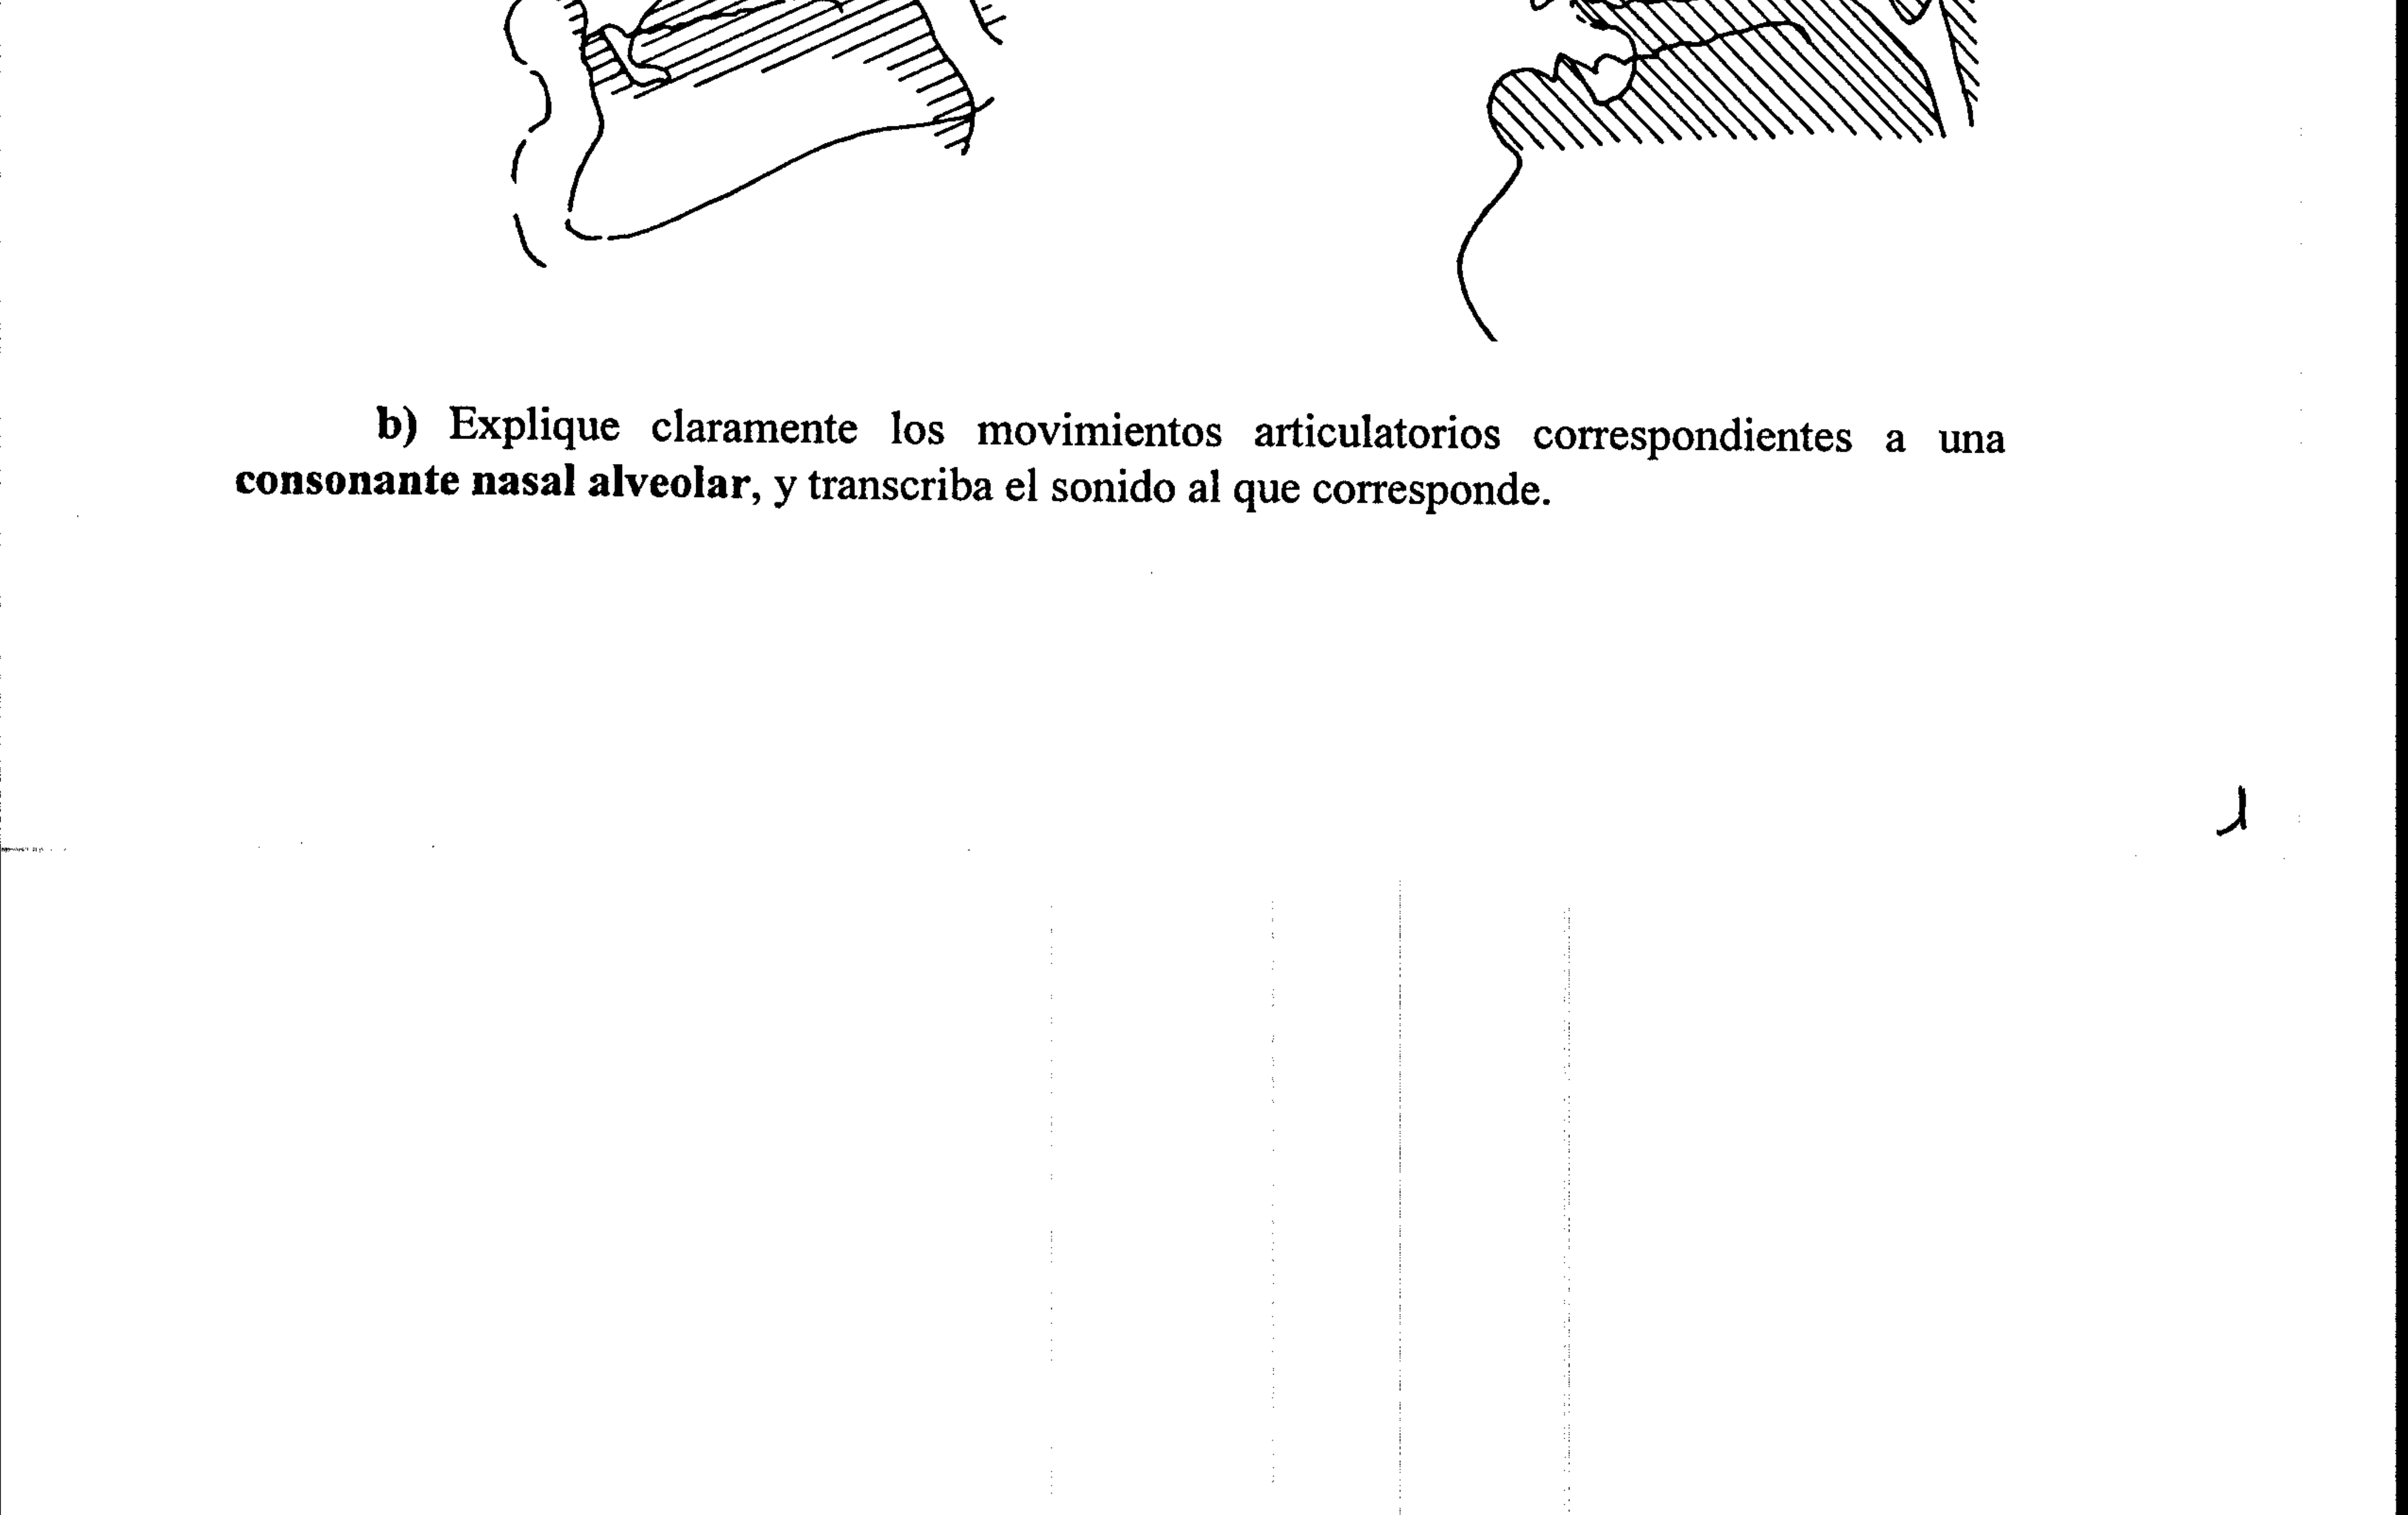 b) Explique claramente los movimientos articulatorios correspondientes a una
consonante nasal alveolar, y transcriba el sonido al que corresponde.